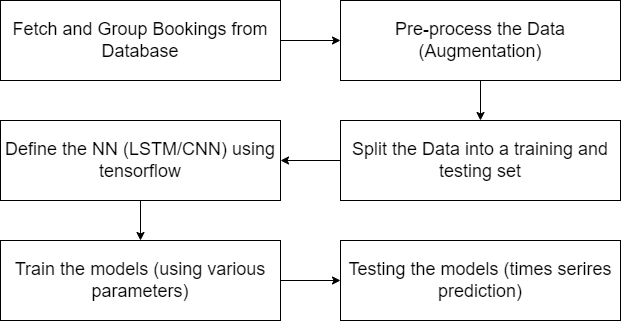 Fetch and Group Bookings from
Database
Pre-process the Data
(Augmentation)
Split the Data into a training and
testing set
Define the NN (LSTM/CNN) using
tensorflow
Train the models (using various
parameters)
Testing the models (times serires
prediction)